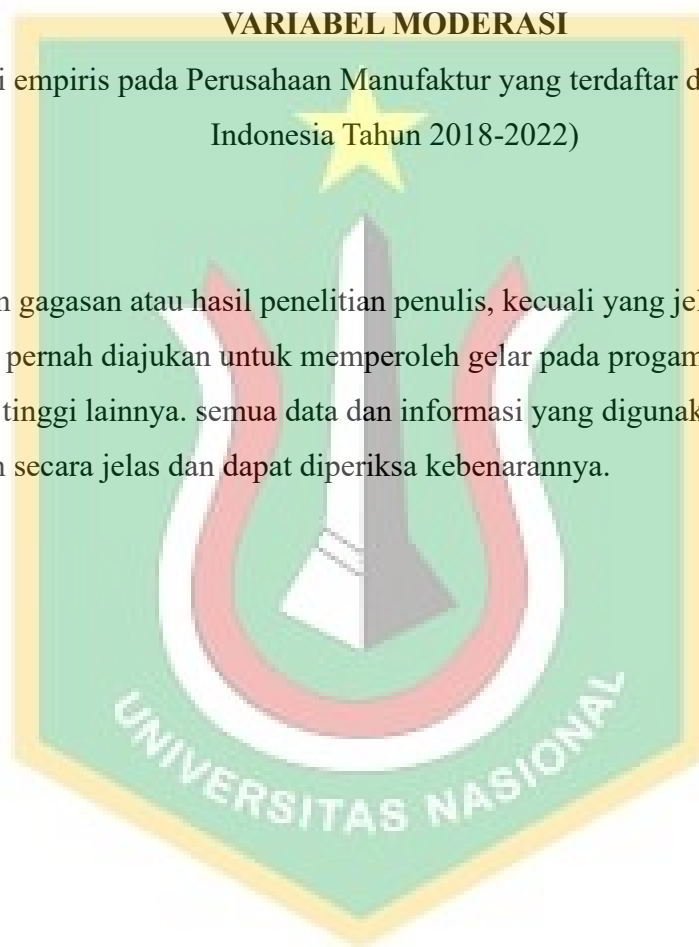 VARIABEL MODERASI
i empiris pada Perusahaan Manufaktur yang terdaftar d
Indonesia Tahun 2018-2022)
gagasan atau hasil penelitian penulis, kecuali yang je
pernah diajukan untuk memperoleh gelar pada progam
tinggi lainnya. semua data dan informasi yang digunak
secara jelas dan dapat diperiksa kebenarannya.
UNIVERSITAS NASIONAL